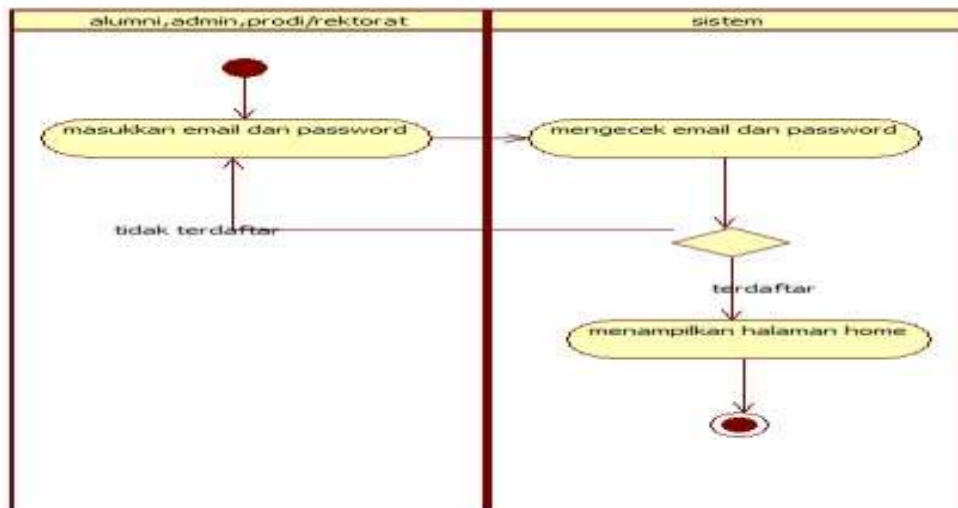 alumni,admin,prodi/rektorat
sistem
masukkan email dan password
mengecek email dan password
tidak terdaftar
terdaftar
menampilkan halaman home